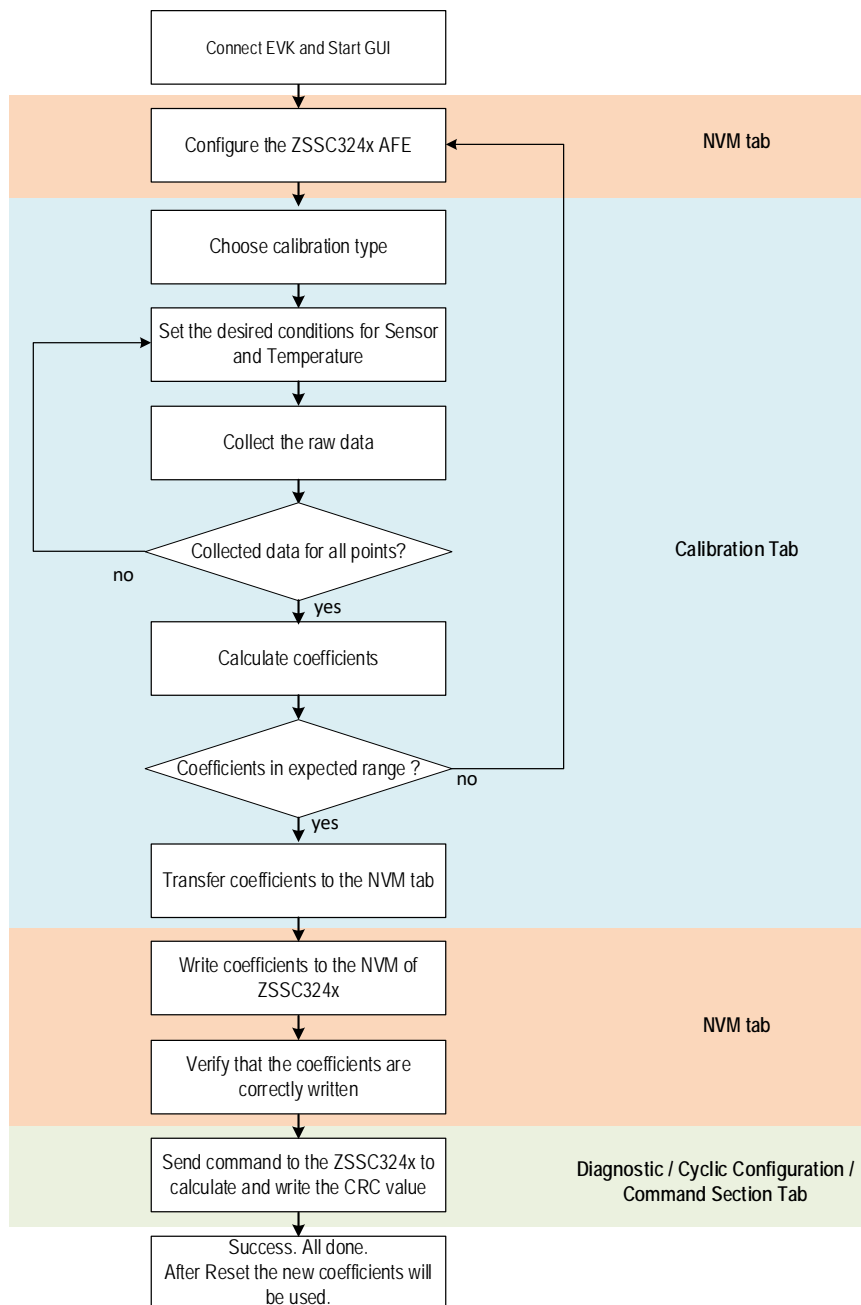 Connect EVK and Start GUI
Configure the ZSSC324x AFE
NVM tab
Choose calibration type
Set the desired conditions for Sensor
and Temperature
Collect the raw data
Collected data for all points?
Calibration Tab
no
yes
Calculate coefficients
Coefficients in expected range ?
no
yes
Transfer coefficients to the NVM tab
Write coefficients to the NVM of
ZSSC324x
NVM tab
Verify that the coefficients are
correctly written
Send command to the ZSSC324x to
calculate and write the CRC value
Diagnostic / Cyclic Configuration /
Command Section Tab
Success. All done.
After Reset the new coefficients will
be used.